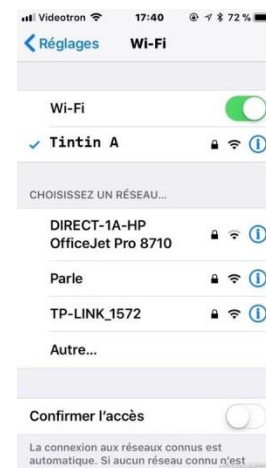 Videotron 17:40 72 %
Réglages Wi-Fi
Wi-Fi
Tintin A
CHOISISSEZ UN RÉSEAU...
DIRECT-1A-HP
OfficeJet Pro 8710
Parle
TP-LINK_1572
Autre...
Confirmer l'accès
La connexion aux réseaux connus est
automatique. Si aucun réseau connu n'est